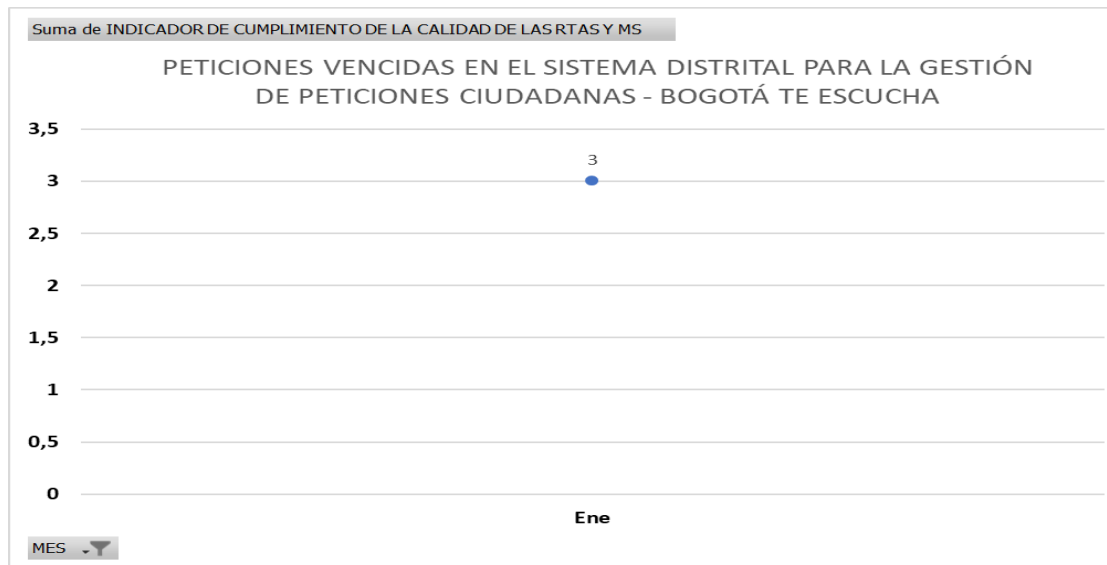 Suma de INDICADOR DE CUMPLIMIENTO DE LA CALIDAD DE LAS RTAS Y MS
PETICIONES VENCIDAS EN EL SISTEMA DISTRITAL PARA LA GESTIÓN
DE PETICIONES CIUDADANAS - BOGOTÁ TE ESCUCHA
3,5
3
3
2,5
2
1,5
1
0,5
0
Ene
MES